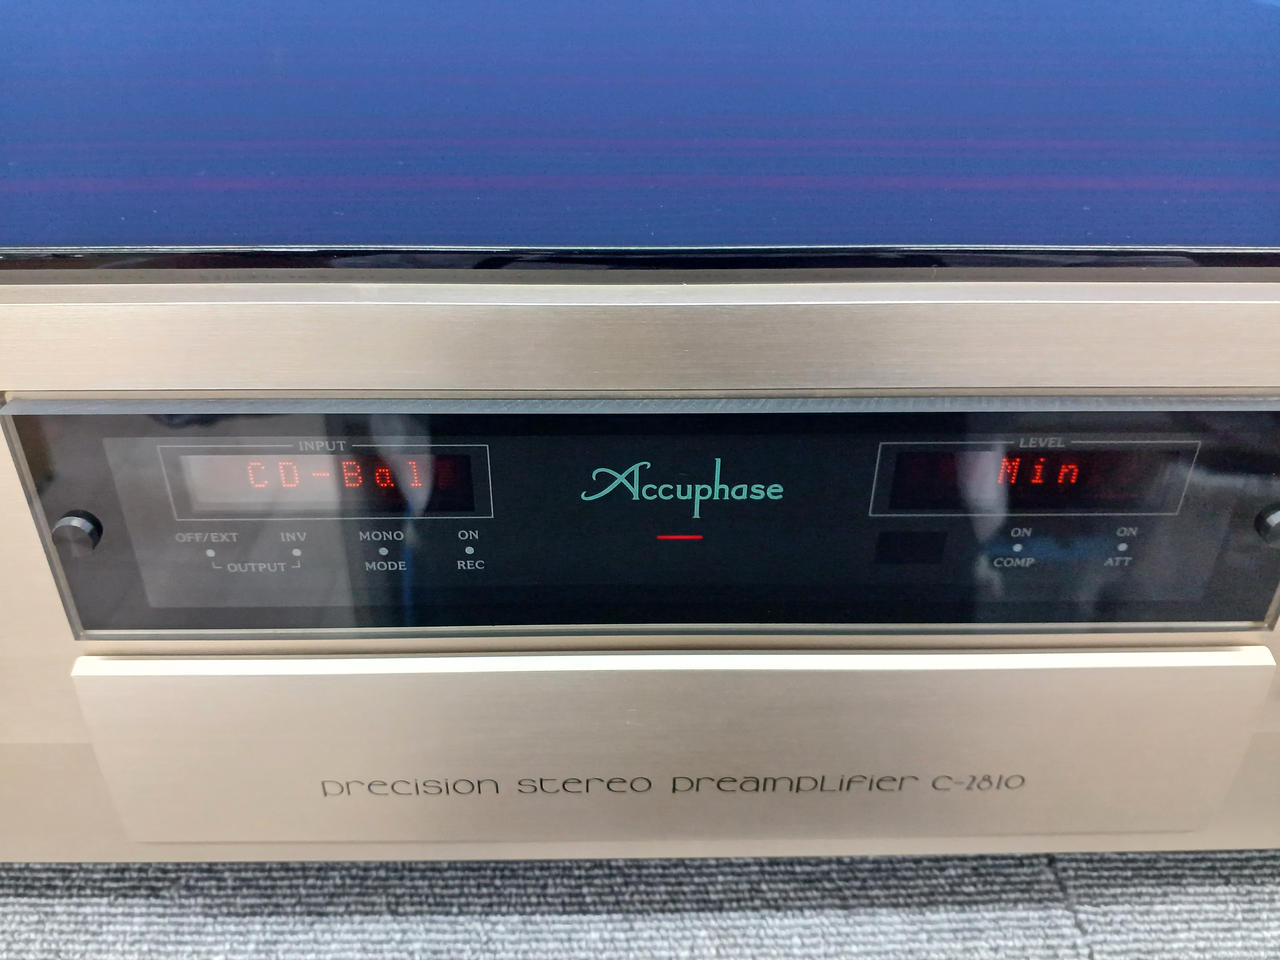 INPUT
CD-Bal
OFF/EXT INV MONO ON
OUTPUT MODE REC
Accuphase
LEVEL
Min
ON ON
COMP ATT
precision stereo preamplifier C-2810